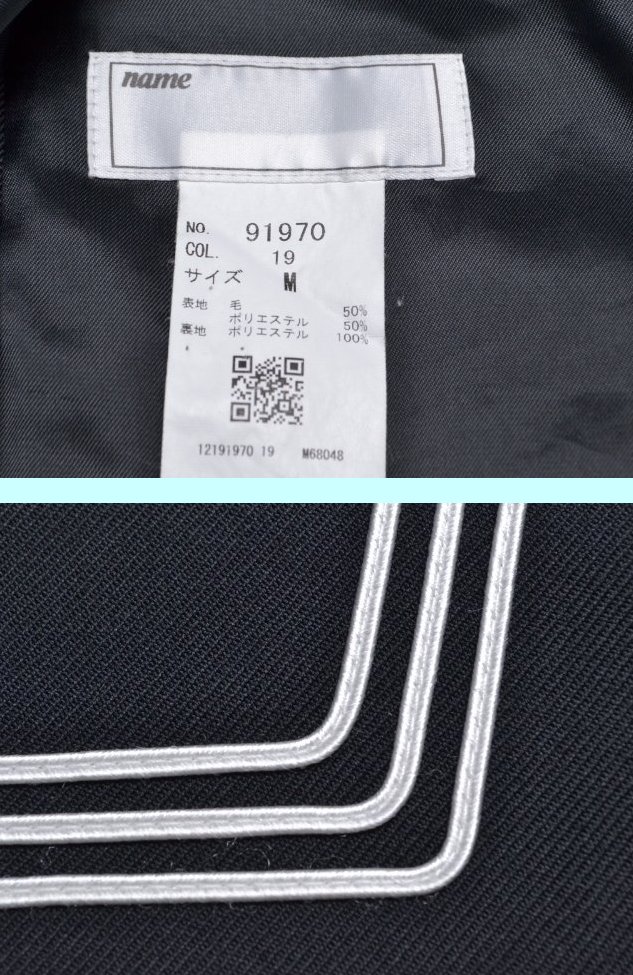 name
NO. 91970
COL. 19
サイズ M
表地 毛 50%
ポリエステル 50%
裏地 ポリエステル 100%
12191970 19 M68048